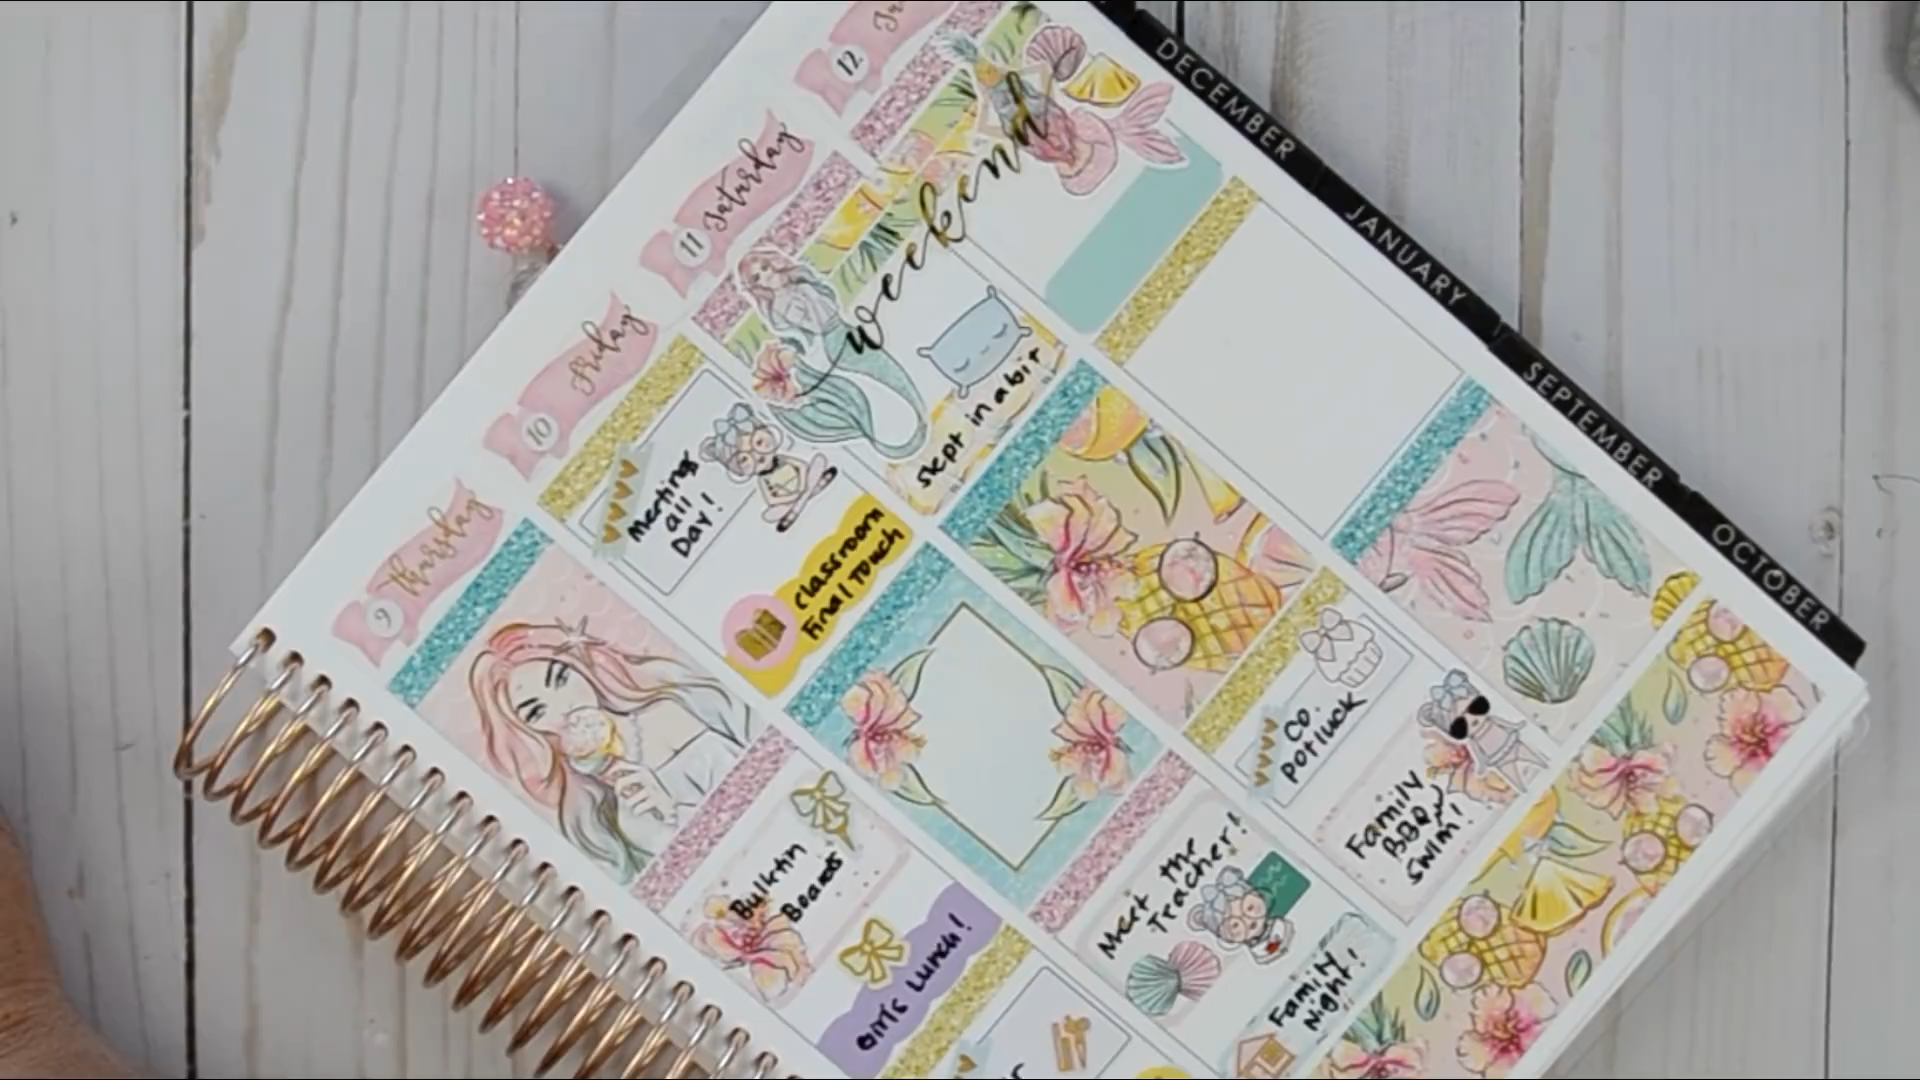 DECEMBER
JANUARY
SEPTEMBER
OCTOBER
9
Thursday
10
Friday
11
Saturday
12
weekend
Meeting
all
Day!
Classroom
Final Touch
slept in a bit
Bulletin
Boards
Girls Lunch!
Meet the
Teacher!
Family
Night!
Co.
Potluck
Family
BBQ
Swim!